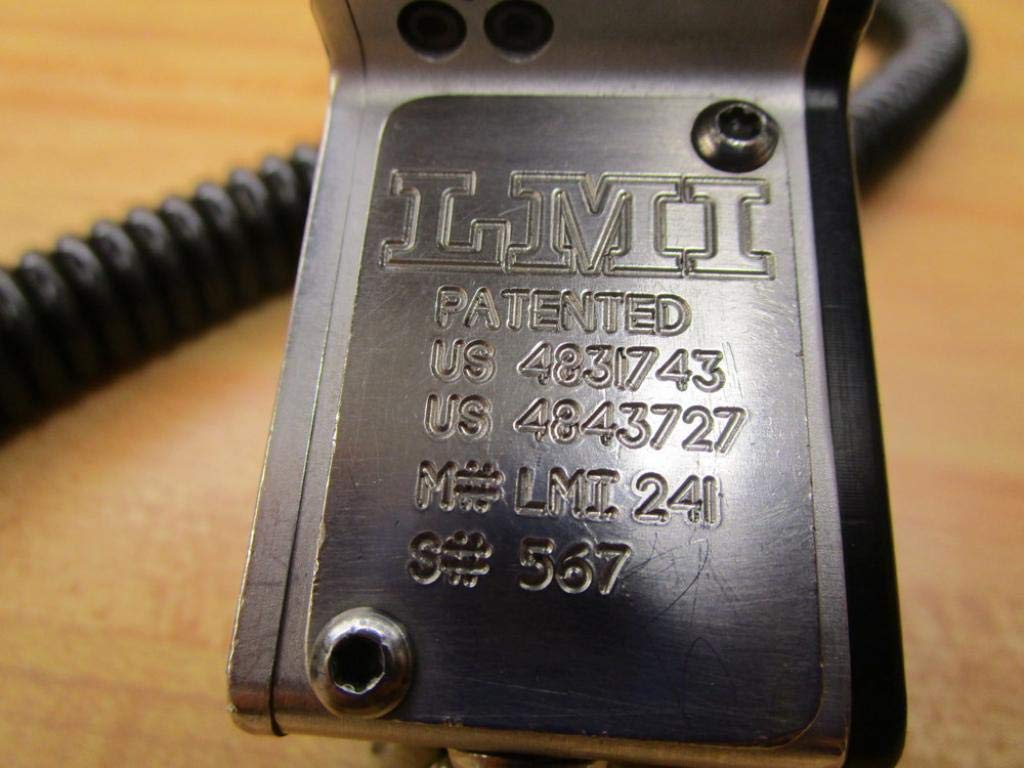 LMI
PATENTED
US 4831743
US 4843727
M# LMI 241
S# 567